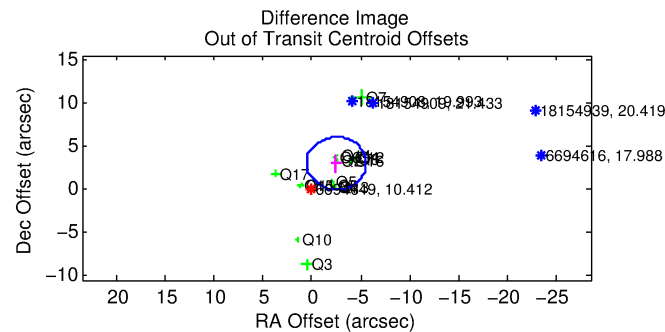 Difference Image
Out of Transit Centroid Offsets
Dec Offset (arcsec)
15
10
5
0
−5
−10
Q7
18154939, 20.419
6694616, 17.988
Q17
Q5
Q10
Q3
20
15
10
5
0
−5
−10
−15
−20
−25
RA Offset (arcsec)